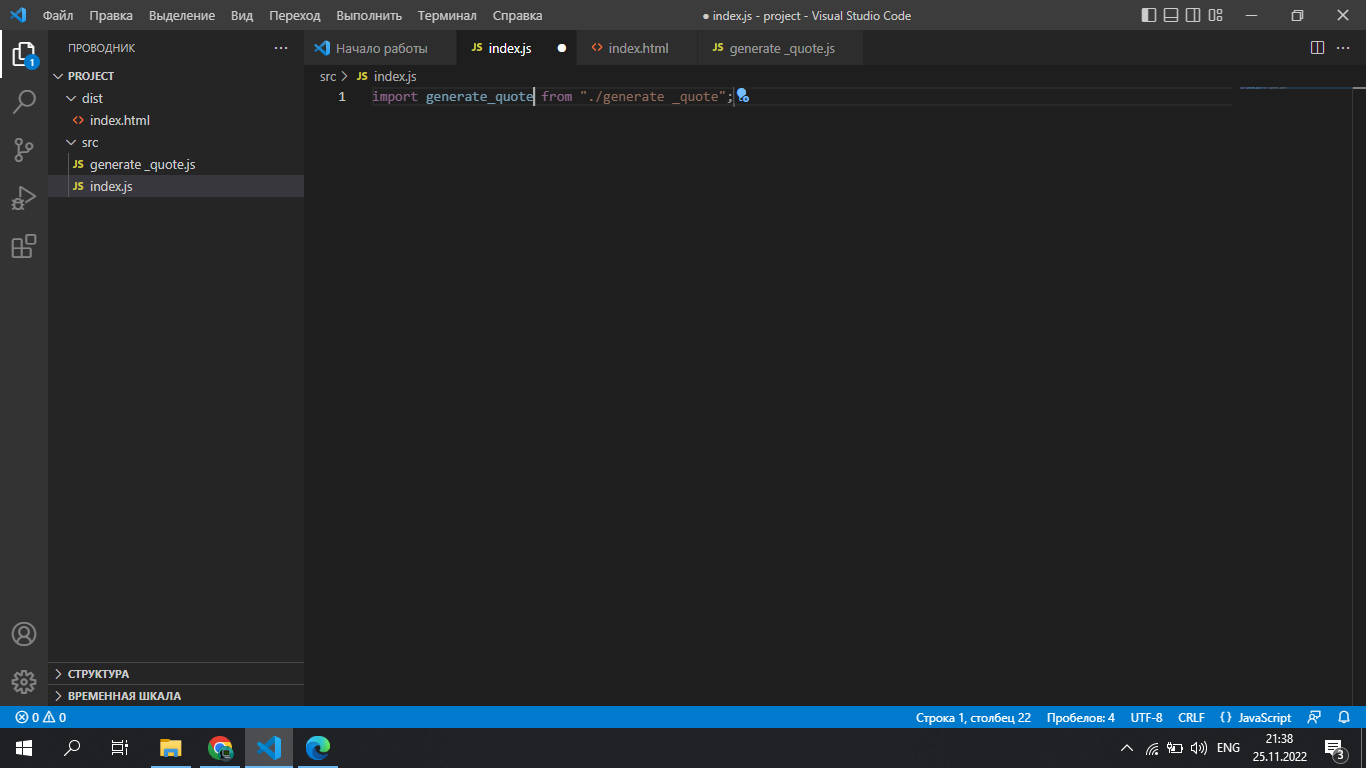 Файл Правка Выделение Вид Переход Выполнить Терминал Справка ● index.js - project - Visual Studio Code
ПРОВОДНИК ···
Начало работы JS index.js ● <> index.html JS generate _quote.js ···
PROJECT
src > JS index.js
dist
1 import generate_quote from "./generate _quote";
<> index.html
src
JS generate _quote.js
JS index.js
1
СТРУКТУРА
ВРЕМЕННАЯ ШКАЛА
0 0 Строка 1, столбец 22 Пробелов: 4 UTF-8 CRLF {} JavaScript
ENG 21:38
25.11.2022 3